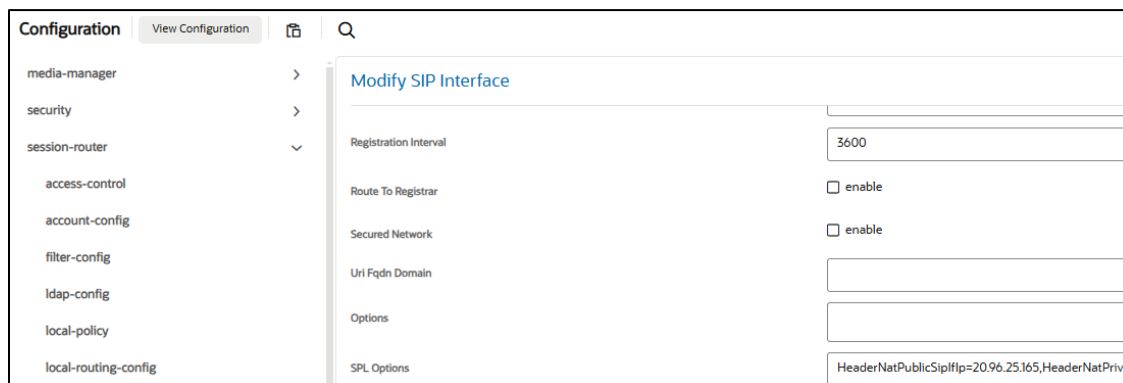 Configuration View Configuration
media-manager
security
session-router
access-control
account-config
filter-config
ldap-config
local-policy
local-routing-config
Modify SIP Interface
Registration Interval 3600
Route To Registrar enable
Secured Network enable
Uri Fqdn Domain
Options
SPL Options HeaderNatPublicSipIfIp=20.96.25.165,HeaderNatPriv